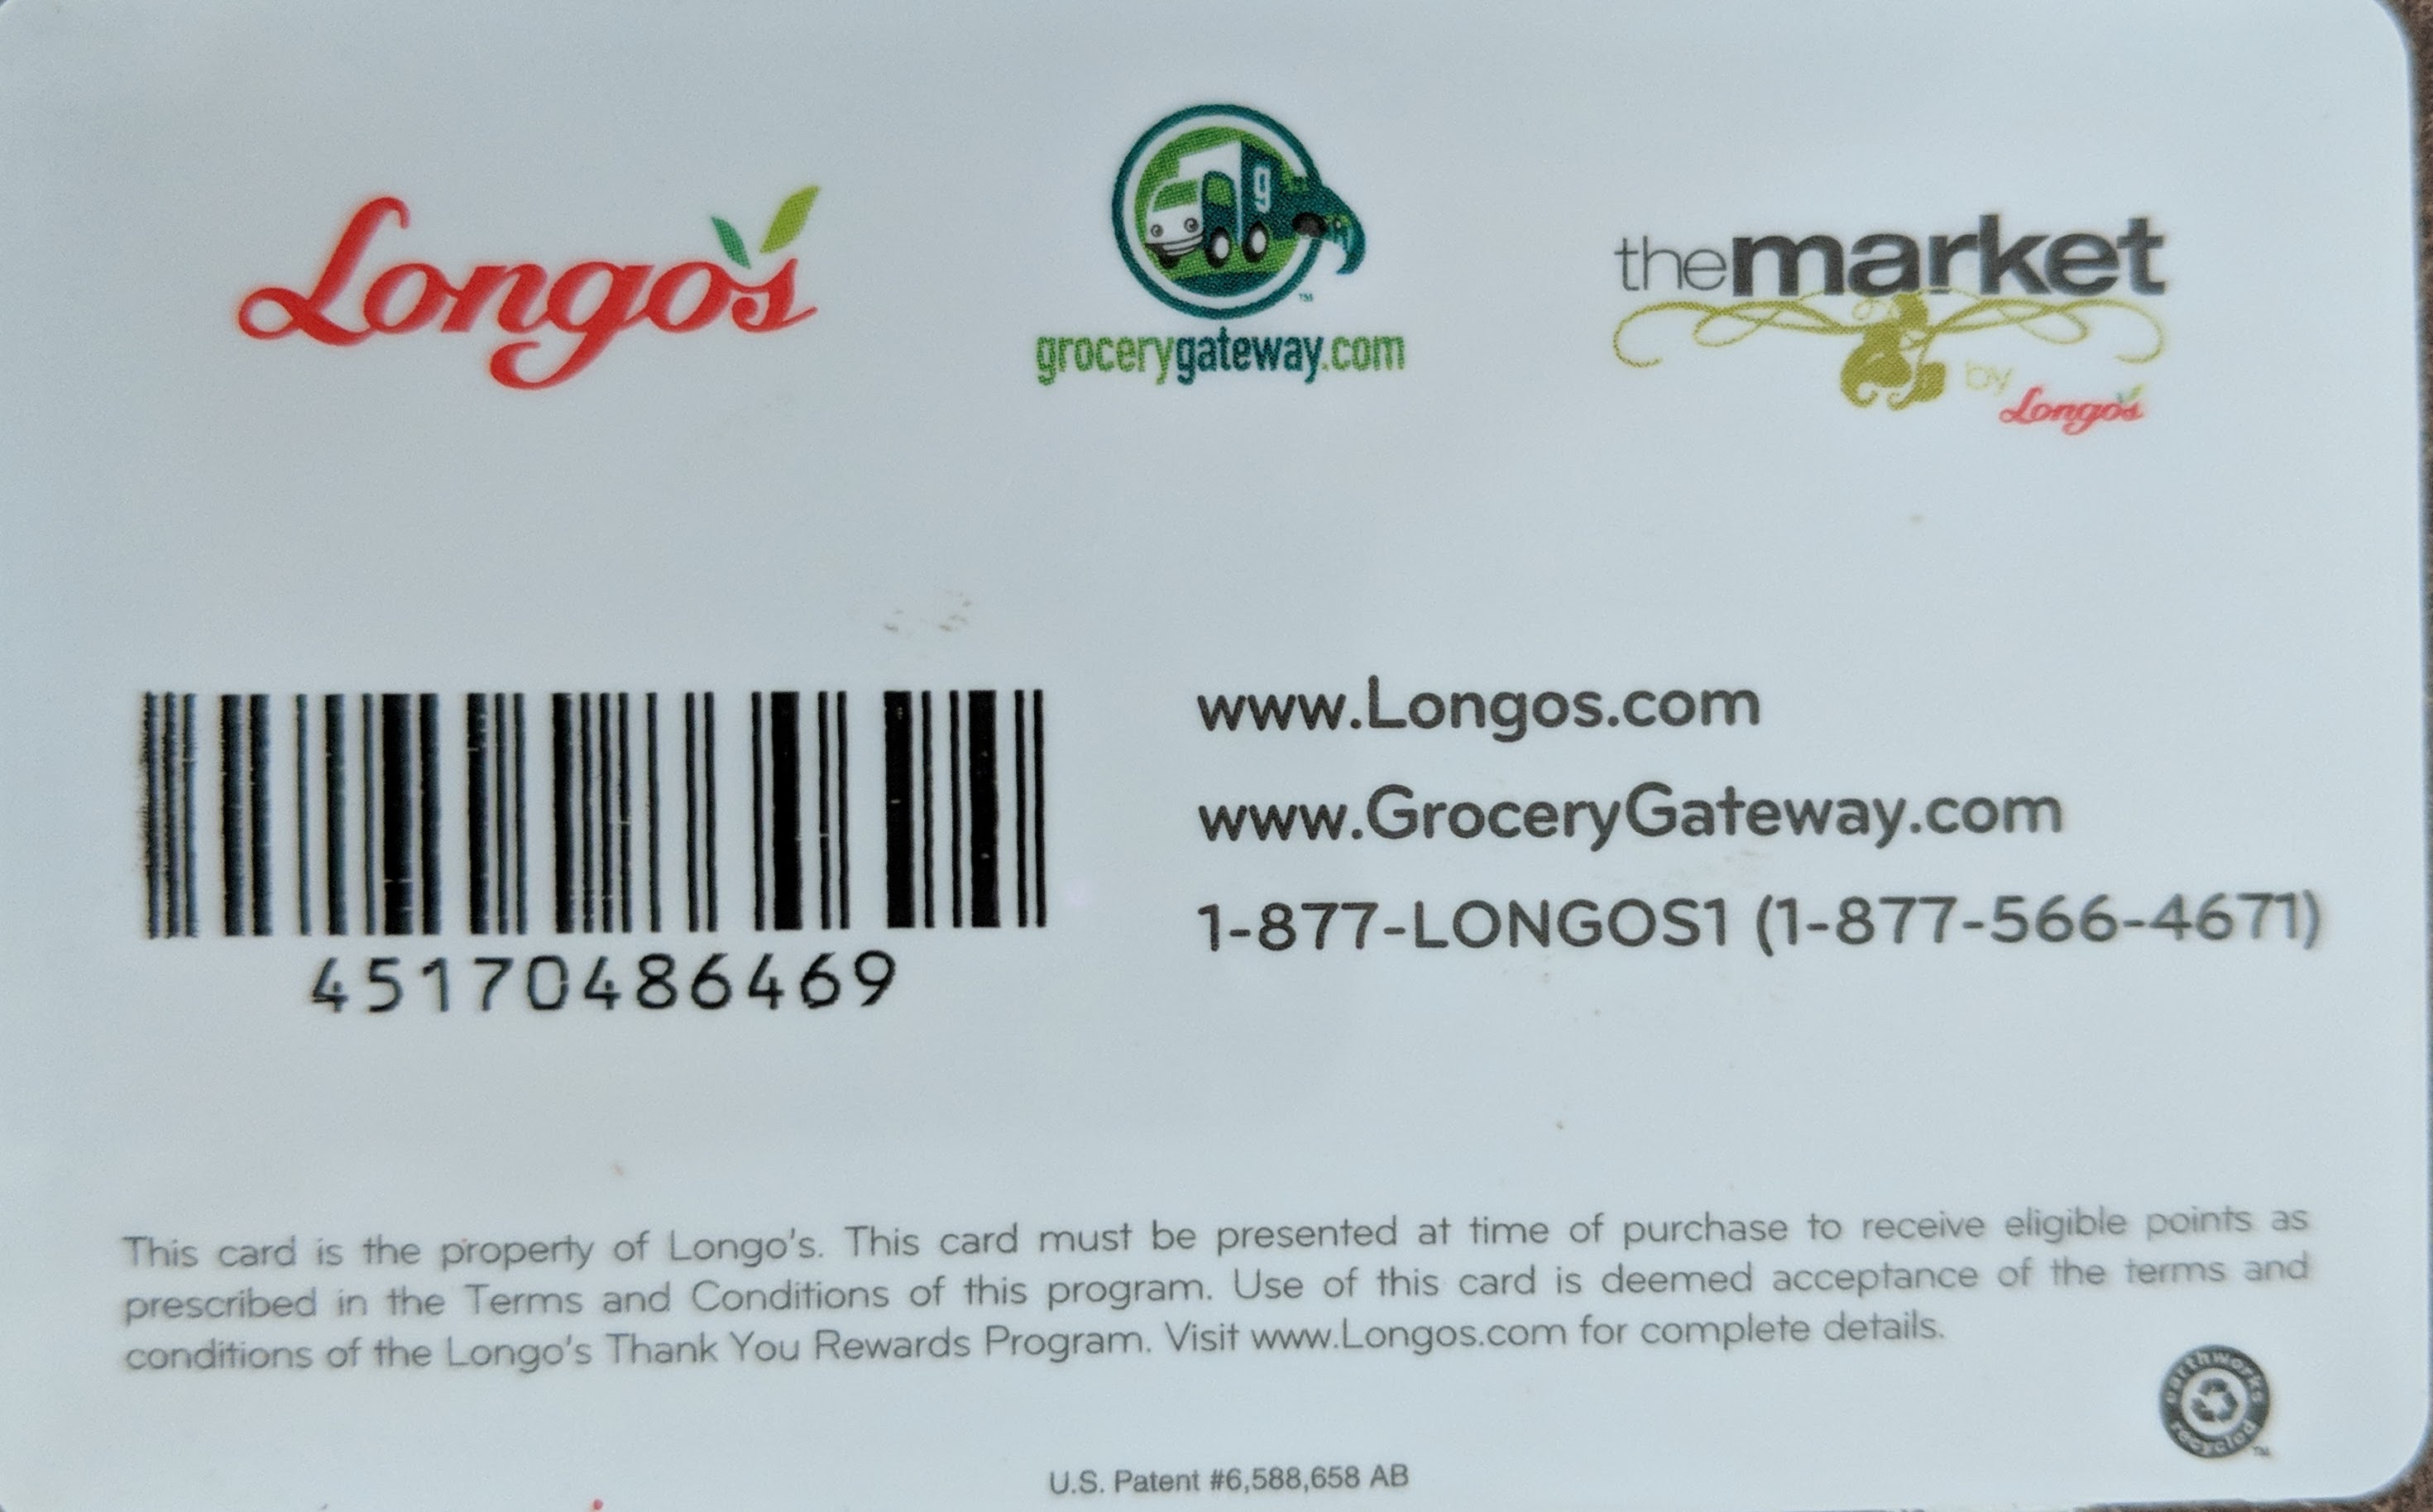 Longo's
g
grocerygateway.com
TM
themarket
by
Longo's
www.Longos.com
www.GroceryGateway.com
1-877-LONGOS1 (1-877-566-4671)
45170486469
This card is the property of Longo's. This card must be presented at time of purchase to receive eligible points as
prescribed in the Terms and Conditions of this program. Use of this card is deemed acceptance of the terms and
conditions of the Longo's Thank You Rewards Program. Visit www.Longos.com for complete details.
earthworks
recycled
TM
U.S. Patent #6,588,658 AB